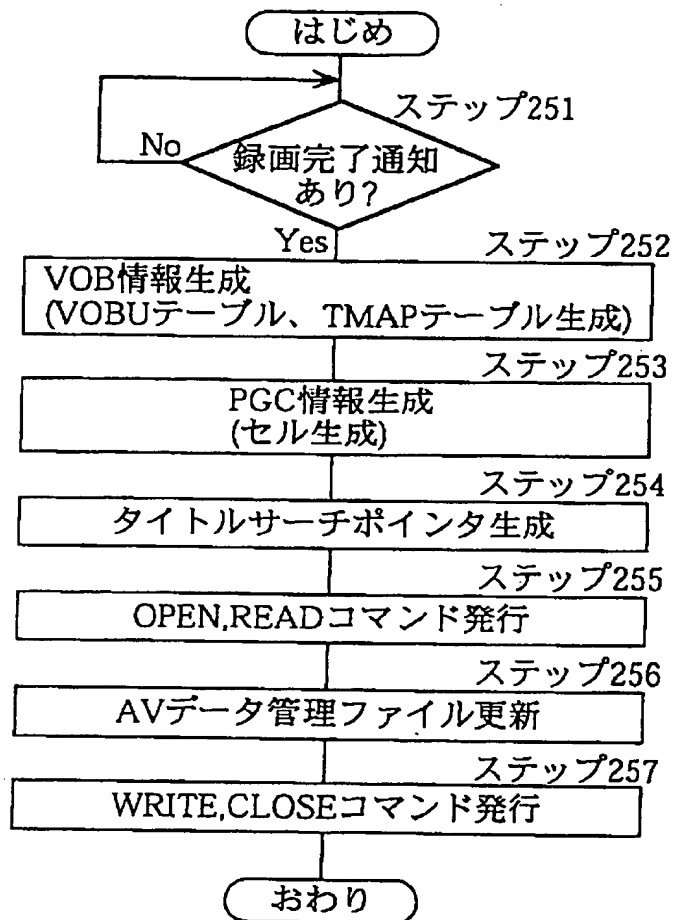 はじめ
ステップ251
No
録画完了通知
あり?
Yes
ステップ252
VOB情報生成
(VOBUテーブル、TMAPテーブル生成)
ステップ253
PGC情報生成
(セル生成)
ステップ254
タイトルサーチポインタ生成
ステップ255
OPEN,READコマンド発行
ステップ256
AVデータ管理ファイル更新
ステップ257
WRITE,CLOSEコマンド発行
おわり